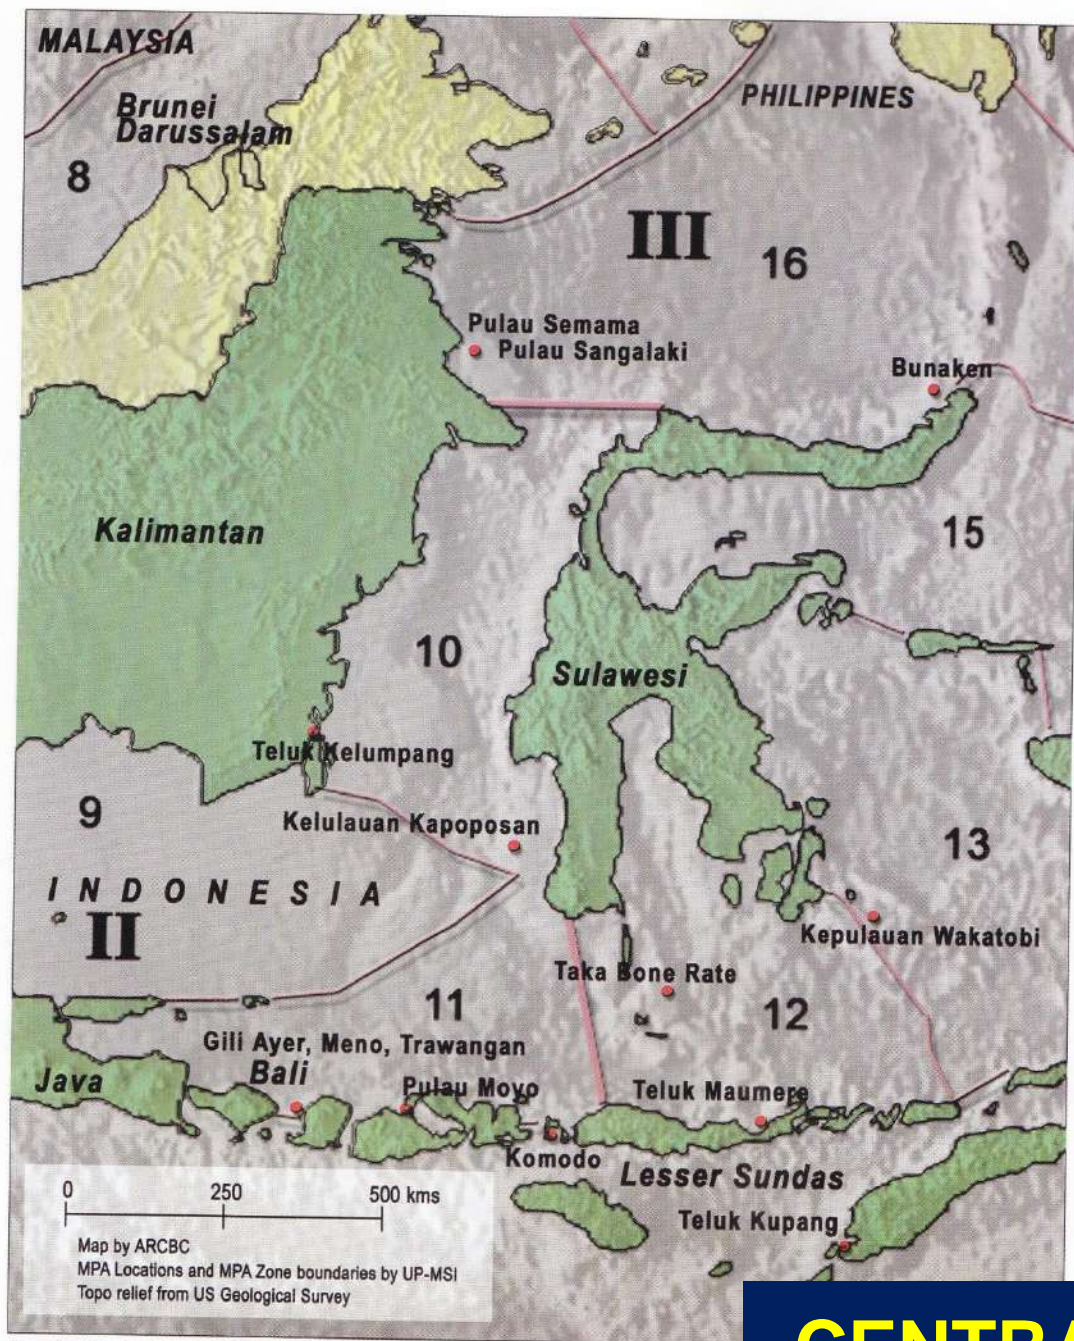 MALAYSIA
Brunei
Darussalam
8
PHILIPPINES
III
16
Pulau Semama
Pulau Sangalaki
Bunaken
Kalimantan
15
10
Sulawesi
Teluk Kelumpang
9
Kelulauan Kapoposan
13
INDONESIA
II
Kepulauan Wakatobi
Taka Bone Rate
11
12
Gili Ayer, Meno, Trawangan
Bali
Java
Pulau Moyo
Teluk Maumere
Komodo
Lesser Sundas
Teluk Kupang
0 250 500 kms
Map by ARCBC
MPA Locations and MPA Zone boundaries by UP-MSI
Topo relief from US Geological Survey